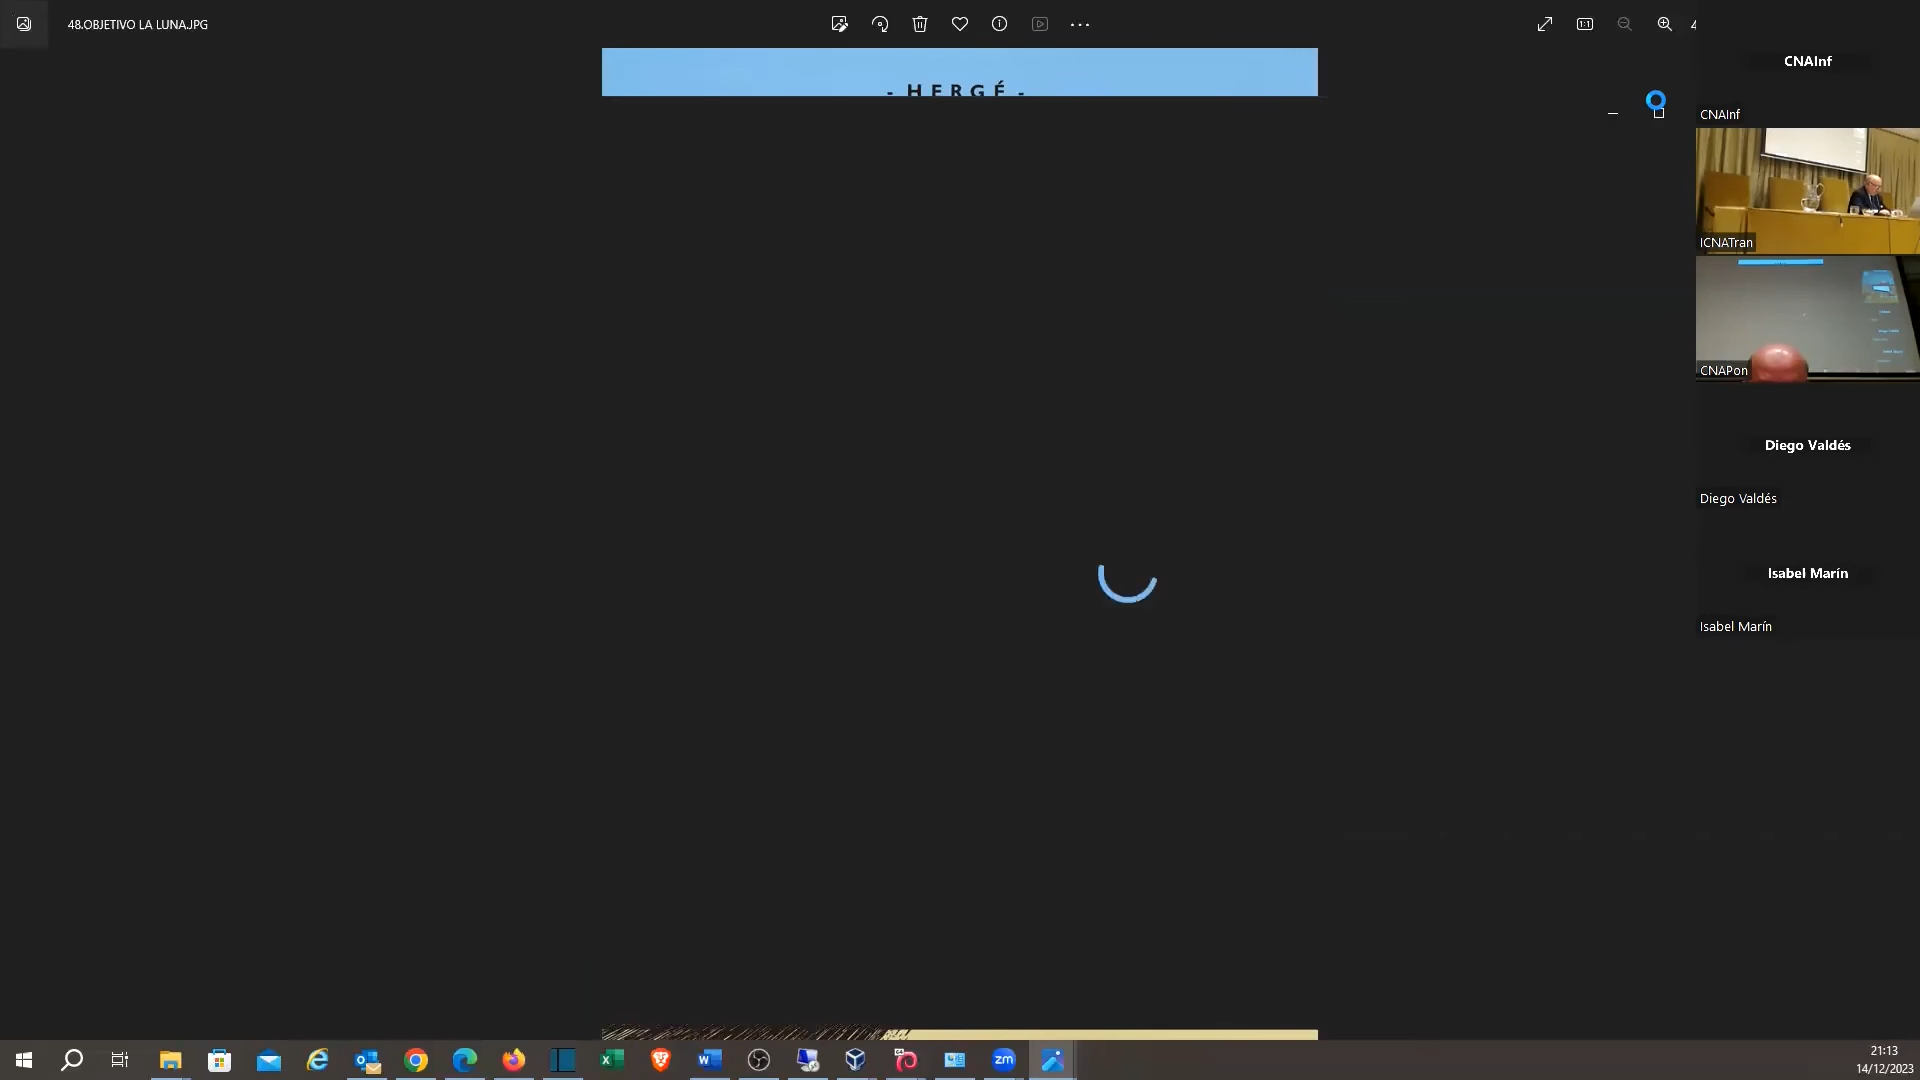 48.OBJETIVO LA LUNA.JPG
- HERGÉ -
CNAInf
CNAInf
ICNATran
CNAPon
Diego Valdés
Diego Valdés
Isabel Marín
Isabel Marín
zm
21:13
14/12/2023